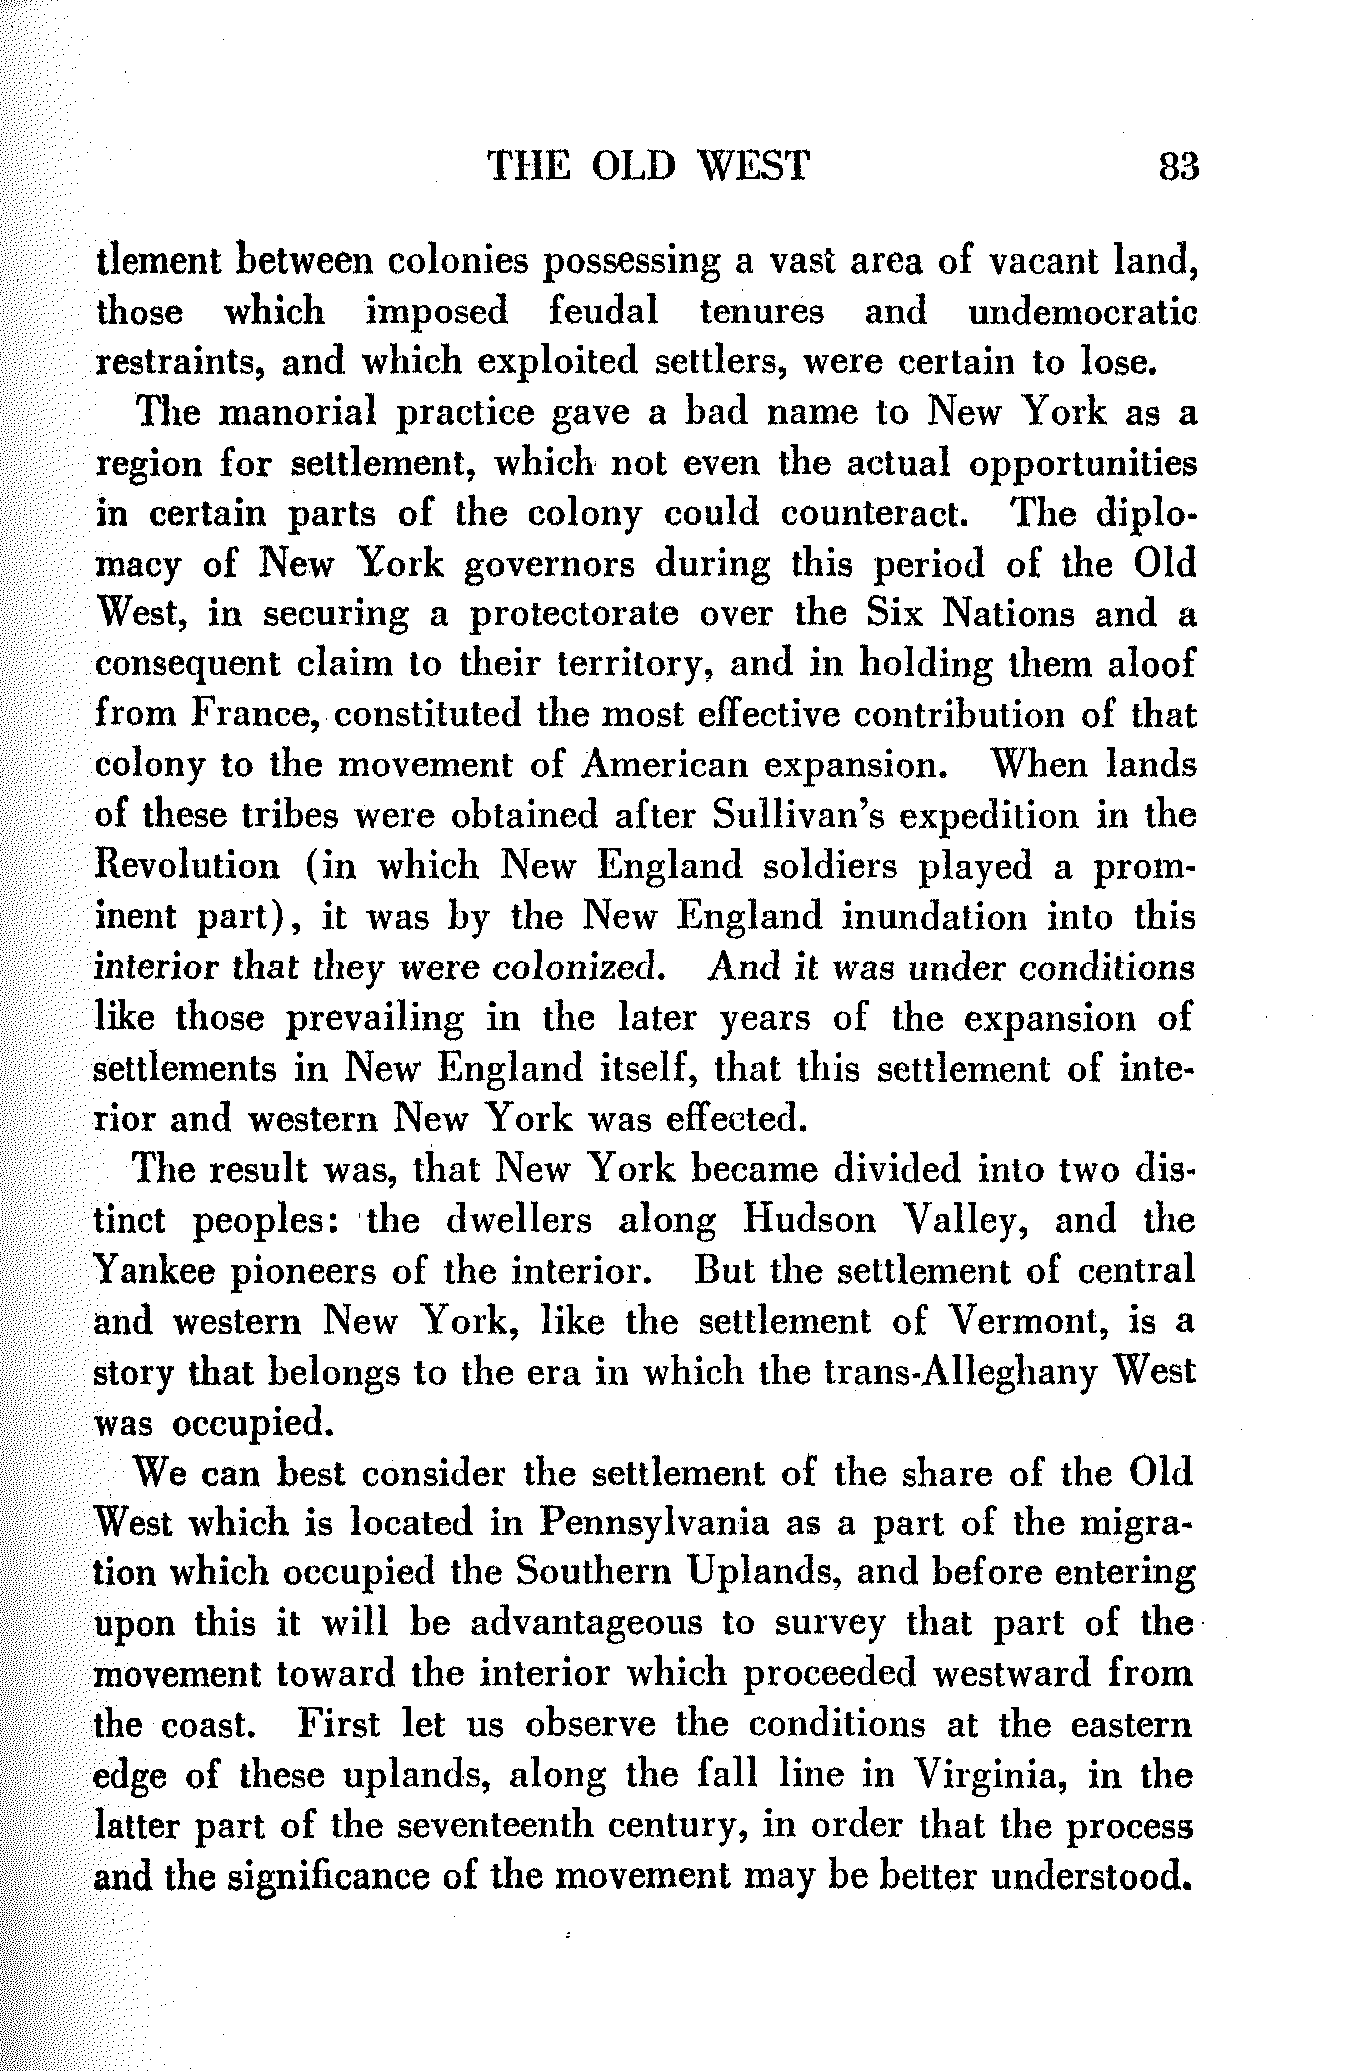 THE OLD WEST 83
tlement between colonies possessing a vast area of vacant land,
those which imposed feudal tenures and undemocratic
restraints, and which exploited settlers, were certain to lose.
The manorial practice gave a bad name to New York as a
region for settlement, which not even the actual opportunities
in certain parts of the colony could counteract. The diplo-
macy of New York governors during this period of the Old
West, in securing a protectorate over the Six Nations and a
consequent claim to their territory, and in holding them aloof
from France, constituted the most effective contribution of that
colony to the movement of American expansion. When lands
of these tribes were obtained after Sullivan's expedition in the
Revolution (in which New England soldiers played a prom-
inent part), it was by the New England inundation into this
interior that they were colonized. And it was under conditions
like those prevailing in the later years of the expansion of
settlements in New England itself, that this settlement of inte-
rior and western New York was effected.
The result was, that New York became divided into two dis-
tinct peoples: the dwellers along Hudson Valley, and the
Yankee pioneers of the interior. But the settlement of central
and western New York, like the settlement of Vermont, is a
story that belongs to the era in which the trans-Alleghany West
was occupied.
We can best consider the settlement of the share of the Old
West which is located in Pennsylvania as a part of the migra-
tion which occupied the Southern Uplands, and before entering
upon this it will be advantageous to survey that part of the
movement toward the interior which proceeded westward from
the coast. First let us observe the conditions at the eastern
edge of these uplands, along the fall line in Virginia, in the
latter part of the seventeenth century, in order that the process
and the significance of the movement may be better understood.